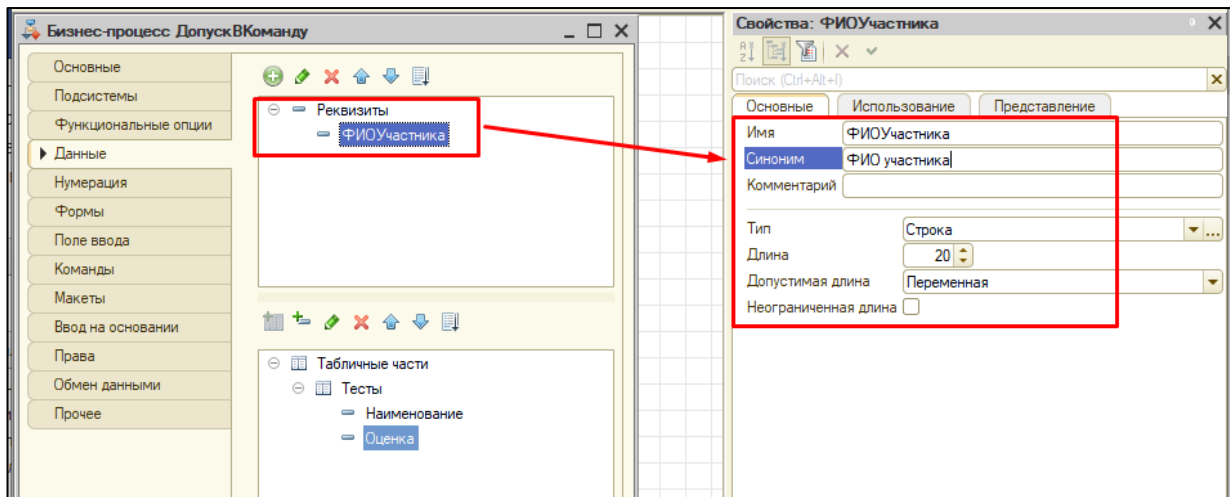 Бизнес-процесс ДопускВКоманду
Основные
Подсистемы
Функциональные опции
Данные
Нумерация
Формы
Поле ввода
Команды
Макеты
Ввод на основании
Права
Обмен данными
Прочее
Реквизиты
ФИОУчастника
Табличные части
Тесты
Наименование
Оценка
Свойства: ФИОУчастника
Поиск (Ctrl+Alt+I)
Основные Использование Представление
Имя ФИОУчастника
Синоним ФИО участника
Комментарий
Тип Строка
Длина 20
Допустимая длина Переменная
Неограниченная длина